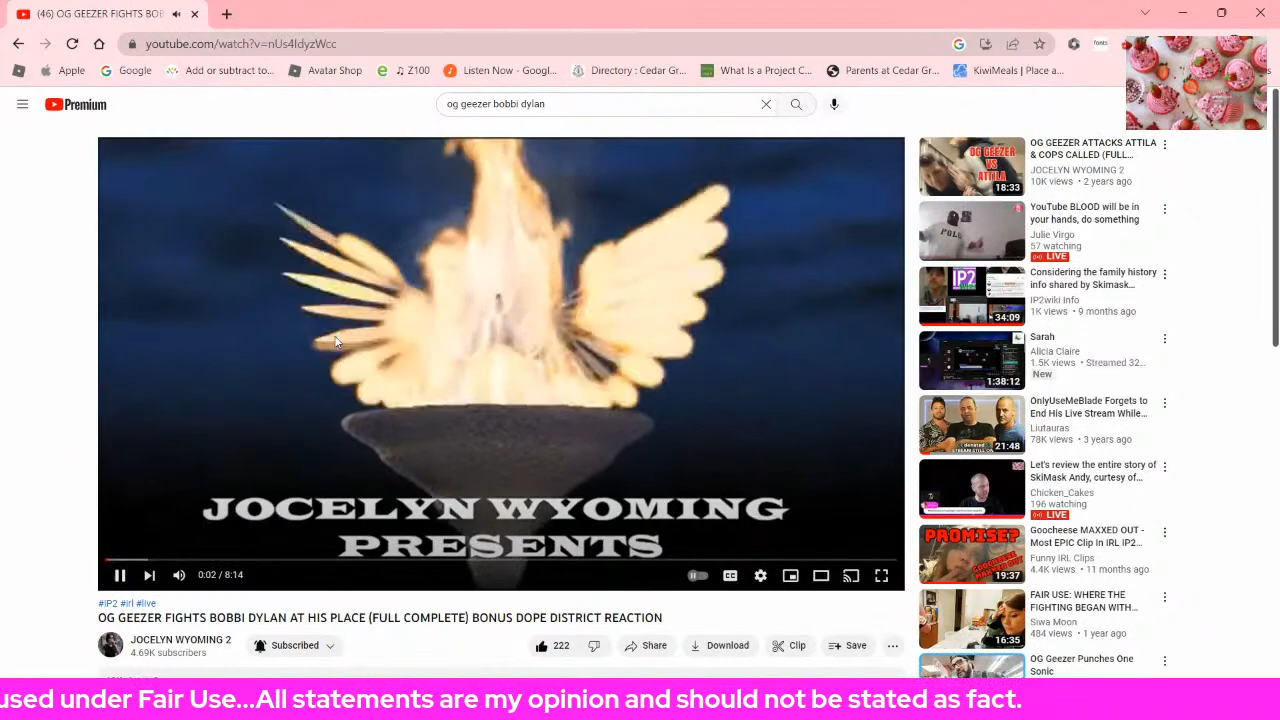 (46) OG GEEZER FIGHTS BOB
youtube.com/watch?v=nUs4IdyzWcc
Apple
Google
Add or subtract to...
Avatar Shop
♫ Z100
Listen Now - Googl...
Directory : Cedar Gr...
What Is a Project C...
Parents at Cedar Gr...
KiwiMeals | Place a...
fonts
Premium
og geezer bobbi dylan
JOCELYN WYOMING
PRESENTS
0:02 / 8:14
CC
#IP2 #irl #live
OG GEEZER FIGHTS BOBBI DYLAN AT HIS PLACE (FULL COMPLETE) BONUS DOPE DISTRICT REACTION
JOCELYN WYOMING 2
4.69K subscribers
Subscribed
222
Share
Download
Clip
Save
OG GEEZER
VS
ATTILA
18:33
OG GEEZER ATTACKS ATTILA
& COPS CALLED (FULL...
JOCELYN WYOMING 2
10K views • 2 years ago
POLO
YouTube BLOOD will be in
your hands, do something
Julie Virgo
57 watching
LIVE
IP2
34:09
Considering the family history
info shared by Skimask...
IP2wiki Info
1K views • 9 months ago
1:38:12
Sarah
Alicia Claire
1.5K views • Streamed 32...
New
21:48
OnlyUseMeBlade Forgets to
End His Live Stream While...
Liutauras
78K views • 3 years ago
Let's review the entire story of
SkiMask Andy, curtesy of...
Chicken_Cakes
196 watching
LIVE
PROMISE?
19:37
Goocheese MAXXED OUT -
Most EPIC Clip In IRL IP2...
Funny IRL Clips
4.4K views • 11 months ago
16:35
FAIR USE: WHERE THE
FIGHTING BEGAN WITH...
Siwa Moon
484 views • 1 year ago
OG Geezer Punches One
Sonic
used under Fair Use...All statements are my opinion and should not be stated as fact.